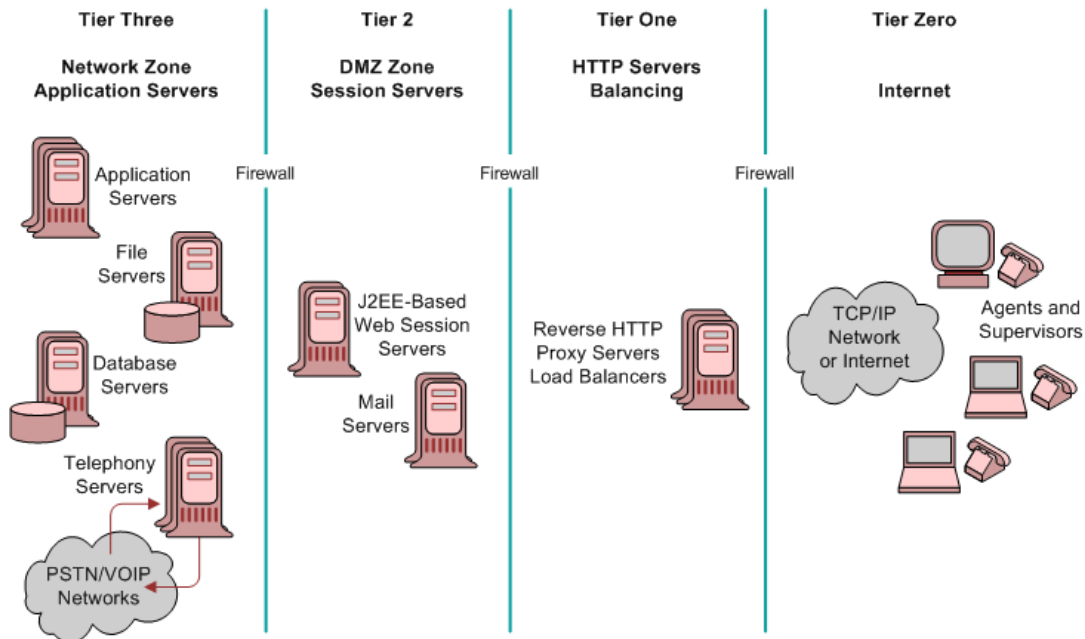 Tier Three
Network Zone
Application Servers
Application
Servers
File
Servers
Database
Servers
Telephony
Servers
PSTN/VOIP
Networks
Firewall
Tier 2
DMZ Zone
Session Servers
J2EE-Based
Web Session
Servers
Mail
Servers
Firewall
Tier One
HTTP Servers
Balancing
Reverse HTTP
Proxy Servers
Load Balancers
Firewall
Tier Zero
Internet
TCP/IP
Network
or Internet
Agents and
Supervisors